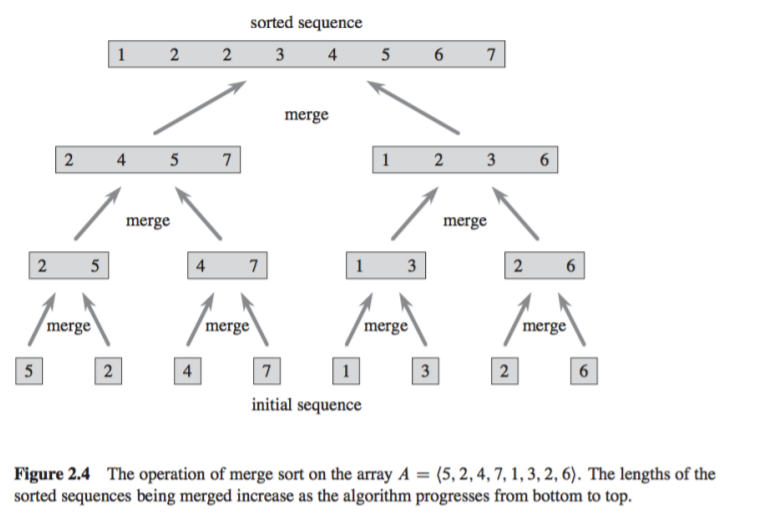 sorted sequence
1 2 2 3 4 5 6 7
merge
2 4 5 7 1 2 3 6
merge merge
2 5 4 7 1 3 2 6
merge merge merge merge
5 2 4 7 1 3 2 6
initial sequence
Figure 2.4 The operation of merge sort on the array A = ⟨5, 2, 4, 7, 1, 3, 2, 6⟩. The lengths of the
sorted sequences being merged increase as the algorithm progresses from bottom to top.